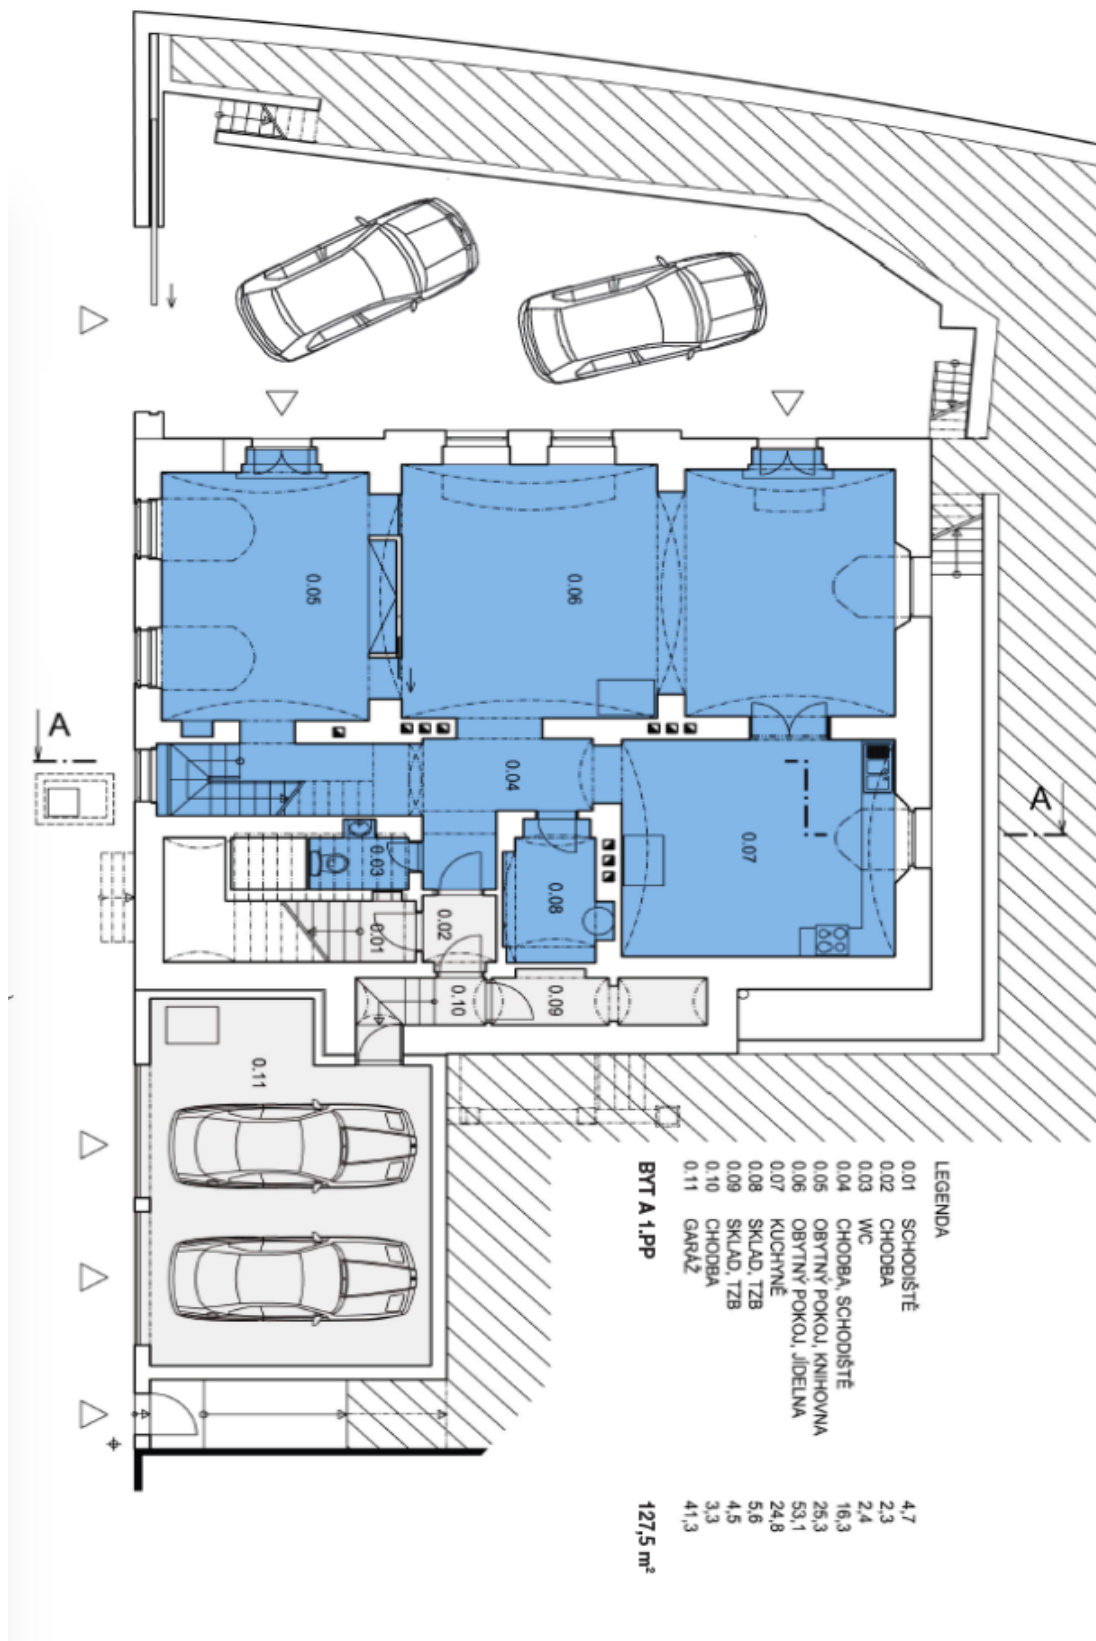 0.05
0.06
0.04
0.03
0.07
0.08
0.01
0.02
0.10
0.09
0.11
A
A
LEGENDA
0.01 SCHODIŠTĚ 4,7
0.02 CHODBA 2,3
0.03 WC 2,4
0.04 CHODBA, SCHODIŠTĚ 16,3
0.05 OBYTNÝ POKOJ, KNIHOVNA 25,3
0.06 OBYTNÝ POKOJ, JÍDELNA 53,1
0.07 KUCHYNĚ 24,8
0.08 SKLAD, TZB 5,6
0.09 SKLAD, TZB 4,5
0.10 CHODBA 3,3
0.11 GARÁŽ 41,3
BYT A 1.PP 127,5 m²